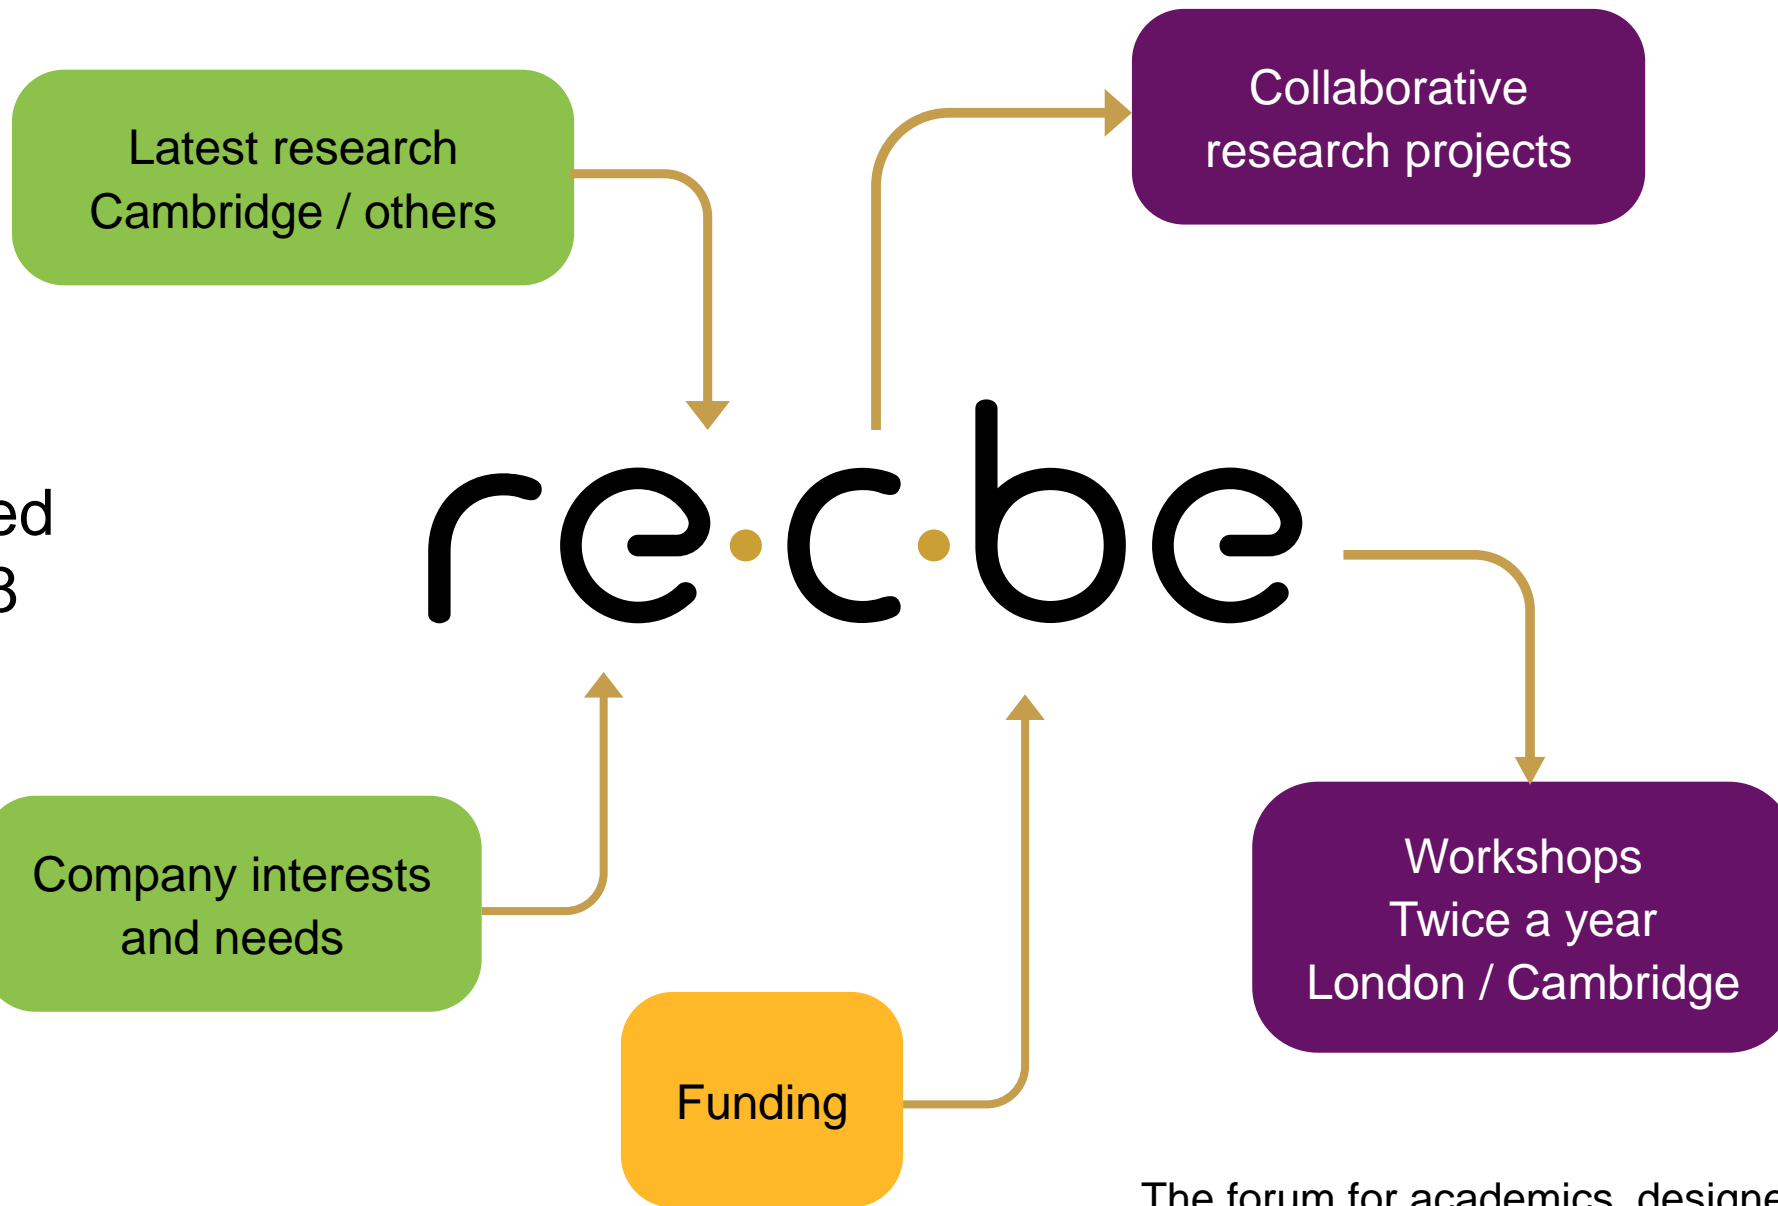 Collaborative
research projects
Latest research
Cambridge / others
re·c·be
ed
3
Company interests
and needs
Workshops
Twice a year
London / Cambridge
Funding
The forum for academics, designe